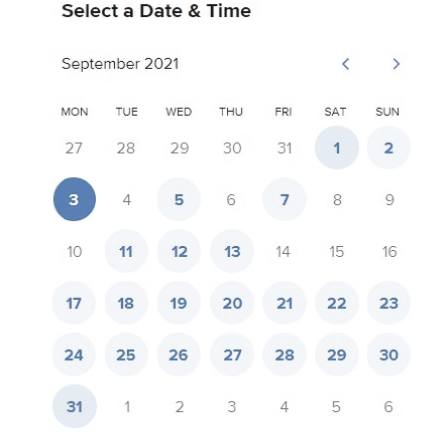 Select a Date & Time
September 2021
MON TUE WED THU FRI SAT SUN
27 28 29 30 31 1 2
3 4 5 6 7 8 9
10 11 12 13 14 15 16
17 18 19 20 21 22 23
24 25 26 27 28 29 30
31 1 2 3 4 5 6